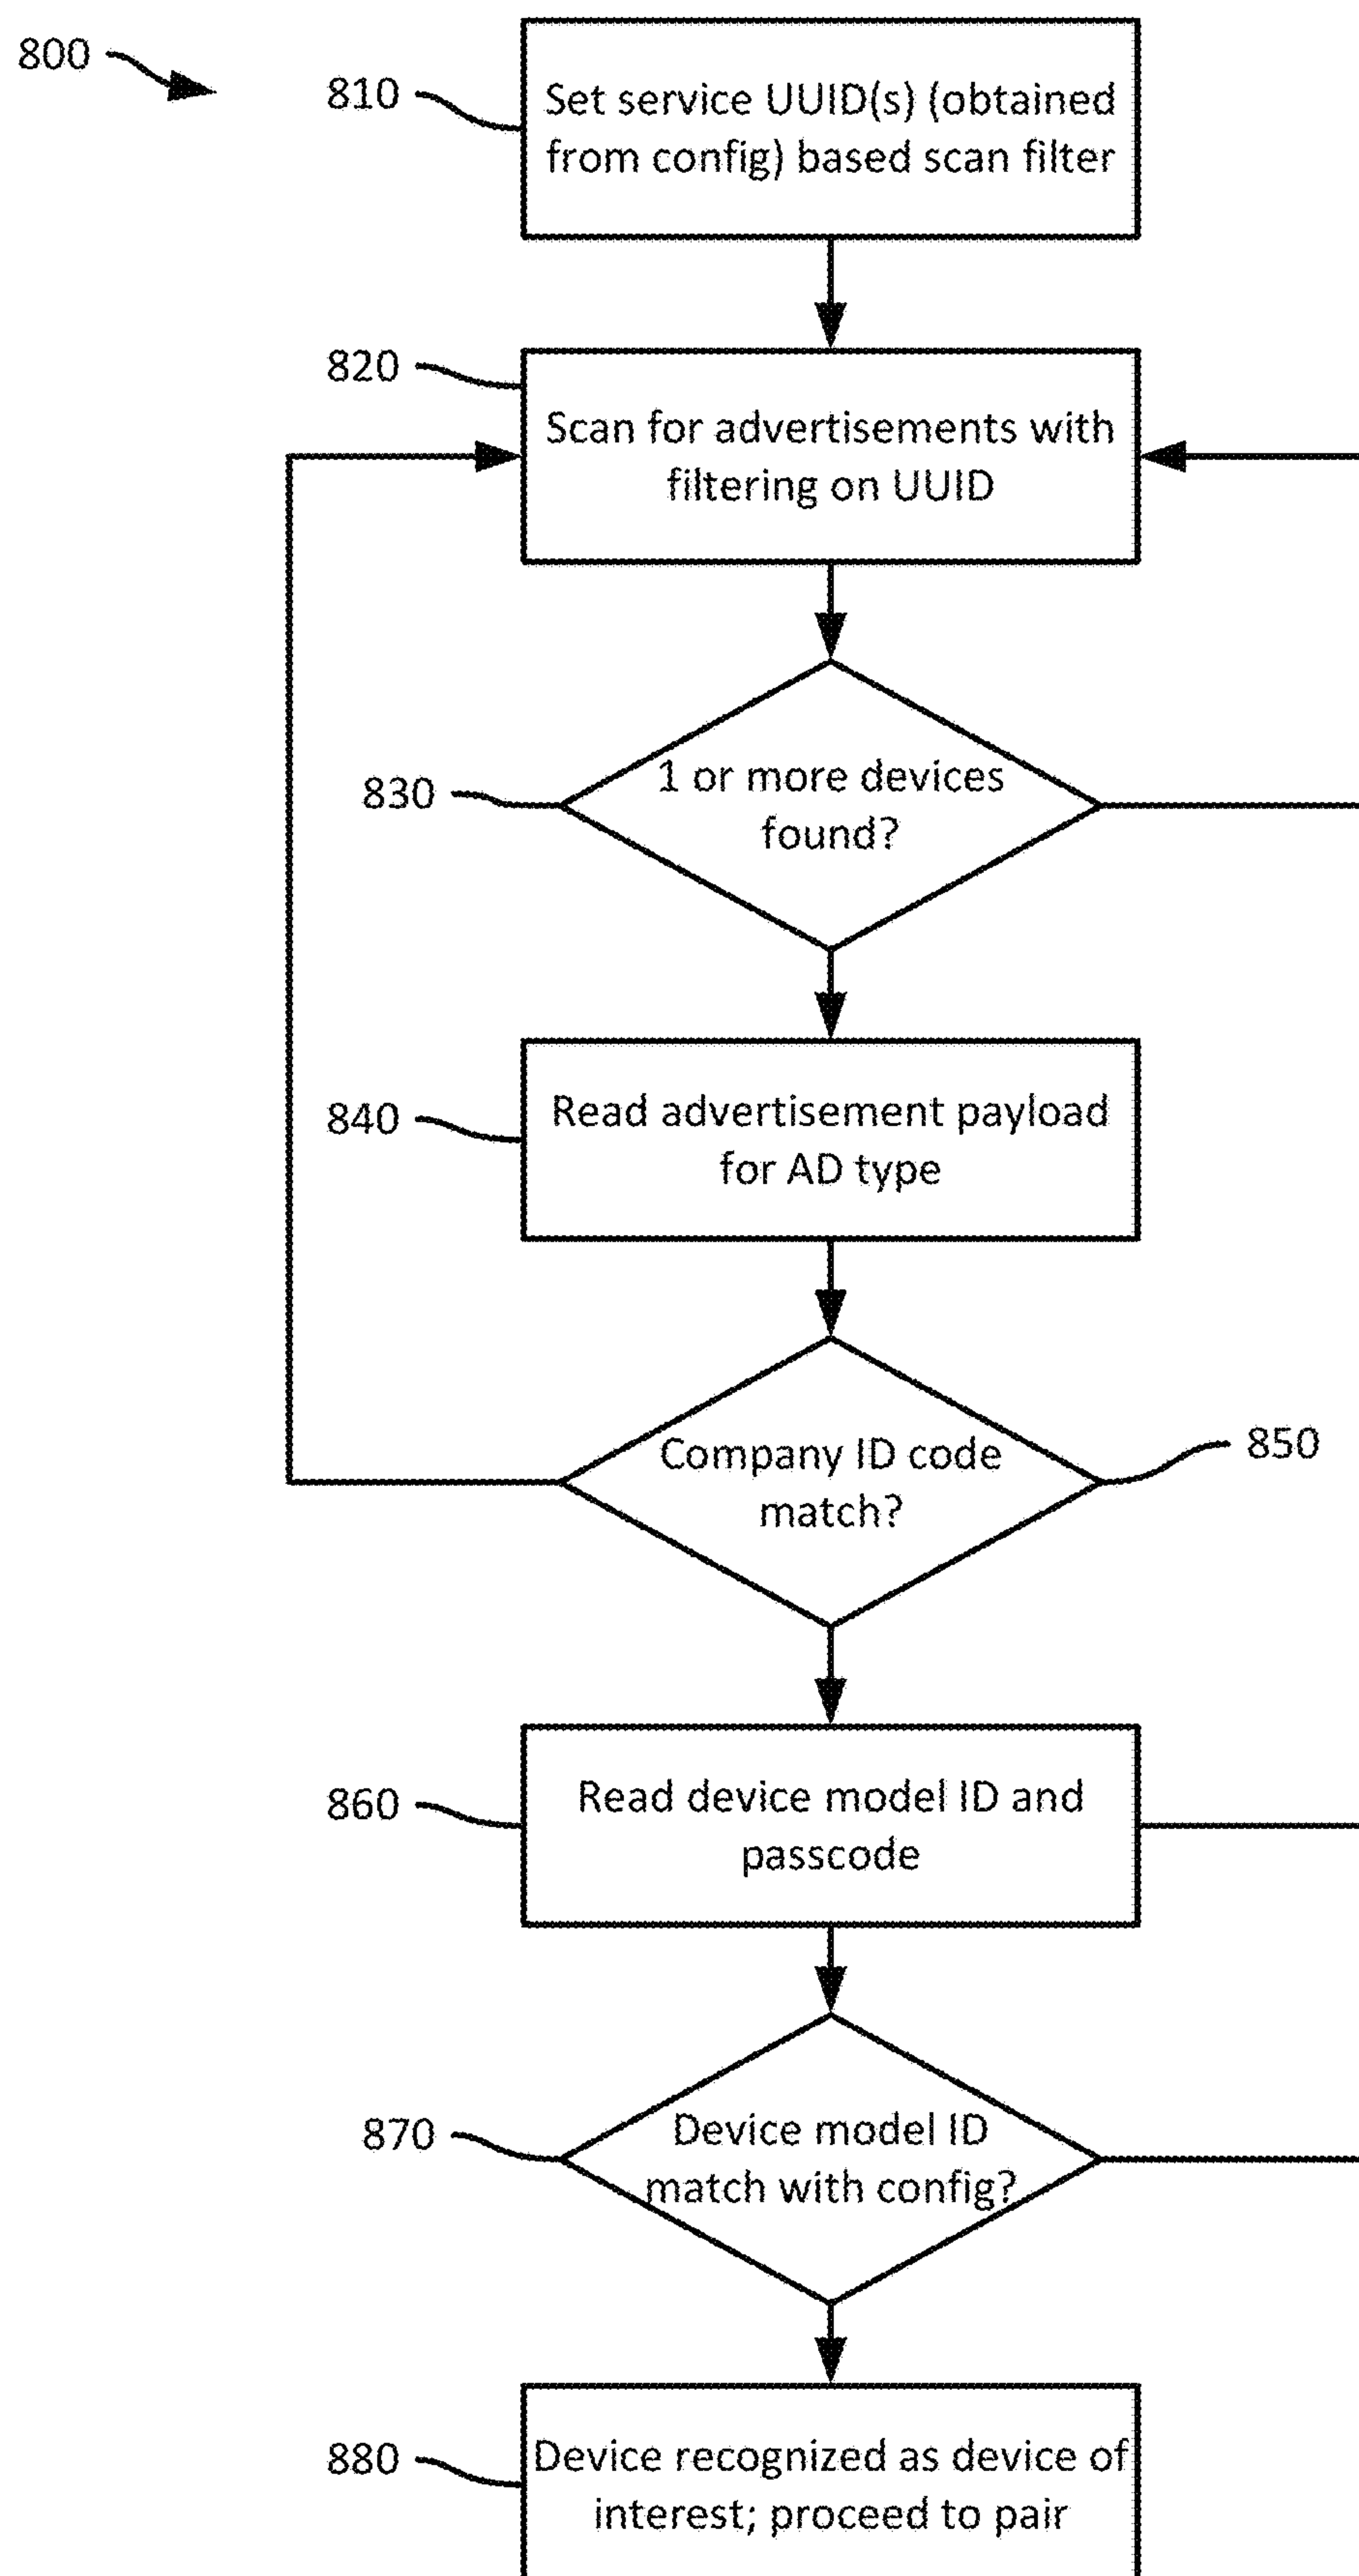 800
810
Set service UUID(s) (obtained
from config) based scan filter
820
Scan for advertisements with
filtering on UUID
830
1 or more devices
found?
840
Read advertisement payload
for AD type
850
Company ID code
match?
860
Read device model ID and
passcode
870
Device model ID
match with config?
880
Device recognized as device of
interest; proceed to pair